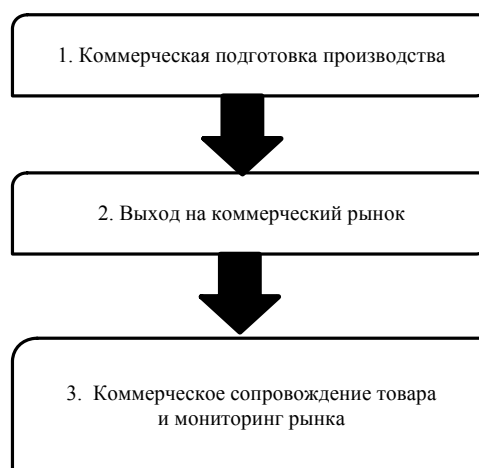 1. Коммерческая подготовка производства
2. Выход на коммерческий рынок
3. Коммерческое сопровождение товара
и мониторинг рынка